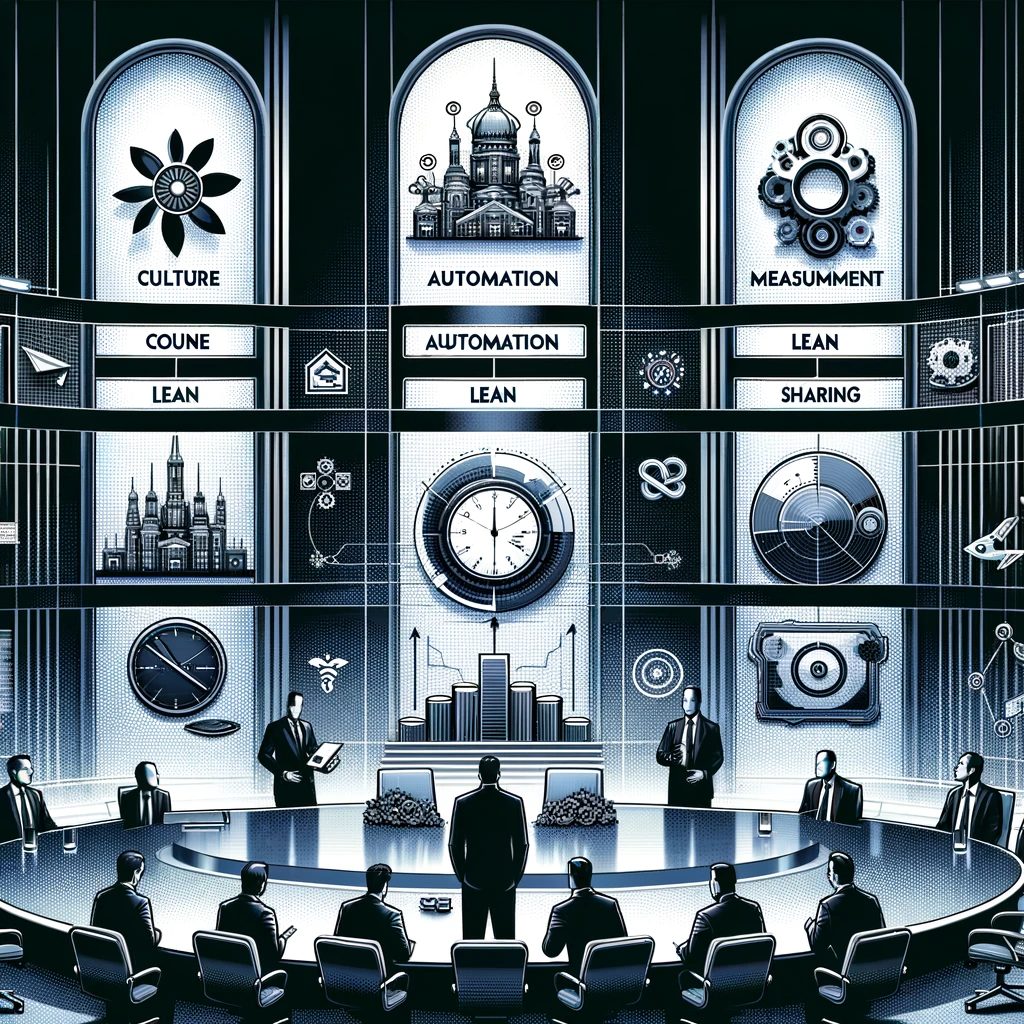 CULTURE
AUTOMATION
MEASUMMENT
COUNE
AUTOMATION
LEAN
LEAN
LEAN
SHARING